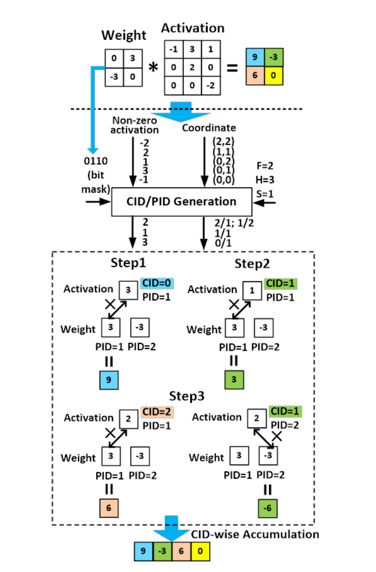 Weight Activation
0 3
-3 0
*
-1 3 1
0 2 0
0 0 -2
=
9 -3
6 0
Non-zero activation
-2
2
1
3
-1
Coordinate
(2,2)
(1,1)
(0,2)
(0,1)
(0,0)
0110
(bit
mask)
F=2
H=3
S=1
CID/PID Generation
2
1
3
2/1; 1/2
1/1
0/1
Step1
Activation 3 CID=0
PID=1
×
Weight 3 -3
PID=1 PID=2
=
9
Step2
Activation 1 CID=1
PID=1
×
Weight 3 -3
PID=1 PID=2
=
3
Step3
Activation 2 CID=2
PID=1
×
Weight 3 -3
PID=1 PID=2
=
6
Activation 2 CID=1
PID=2
×
Weight 3 -3
PID=1 PID=2
=
-6
CID-wise Accumulation
9 -3 6 0